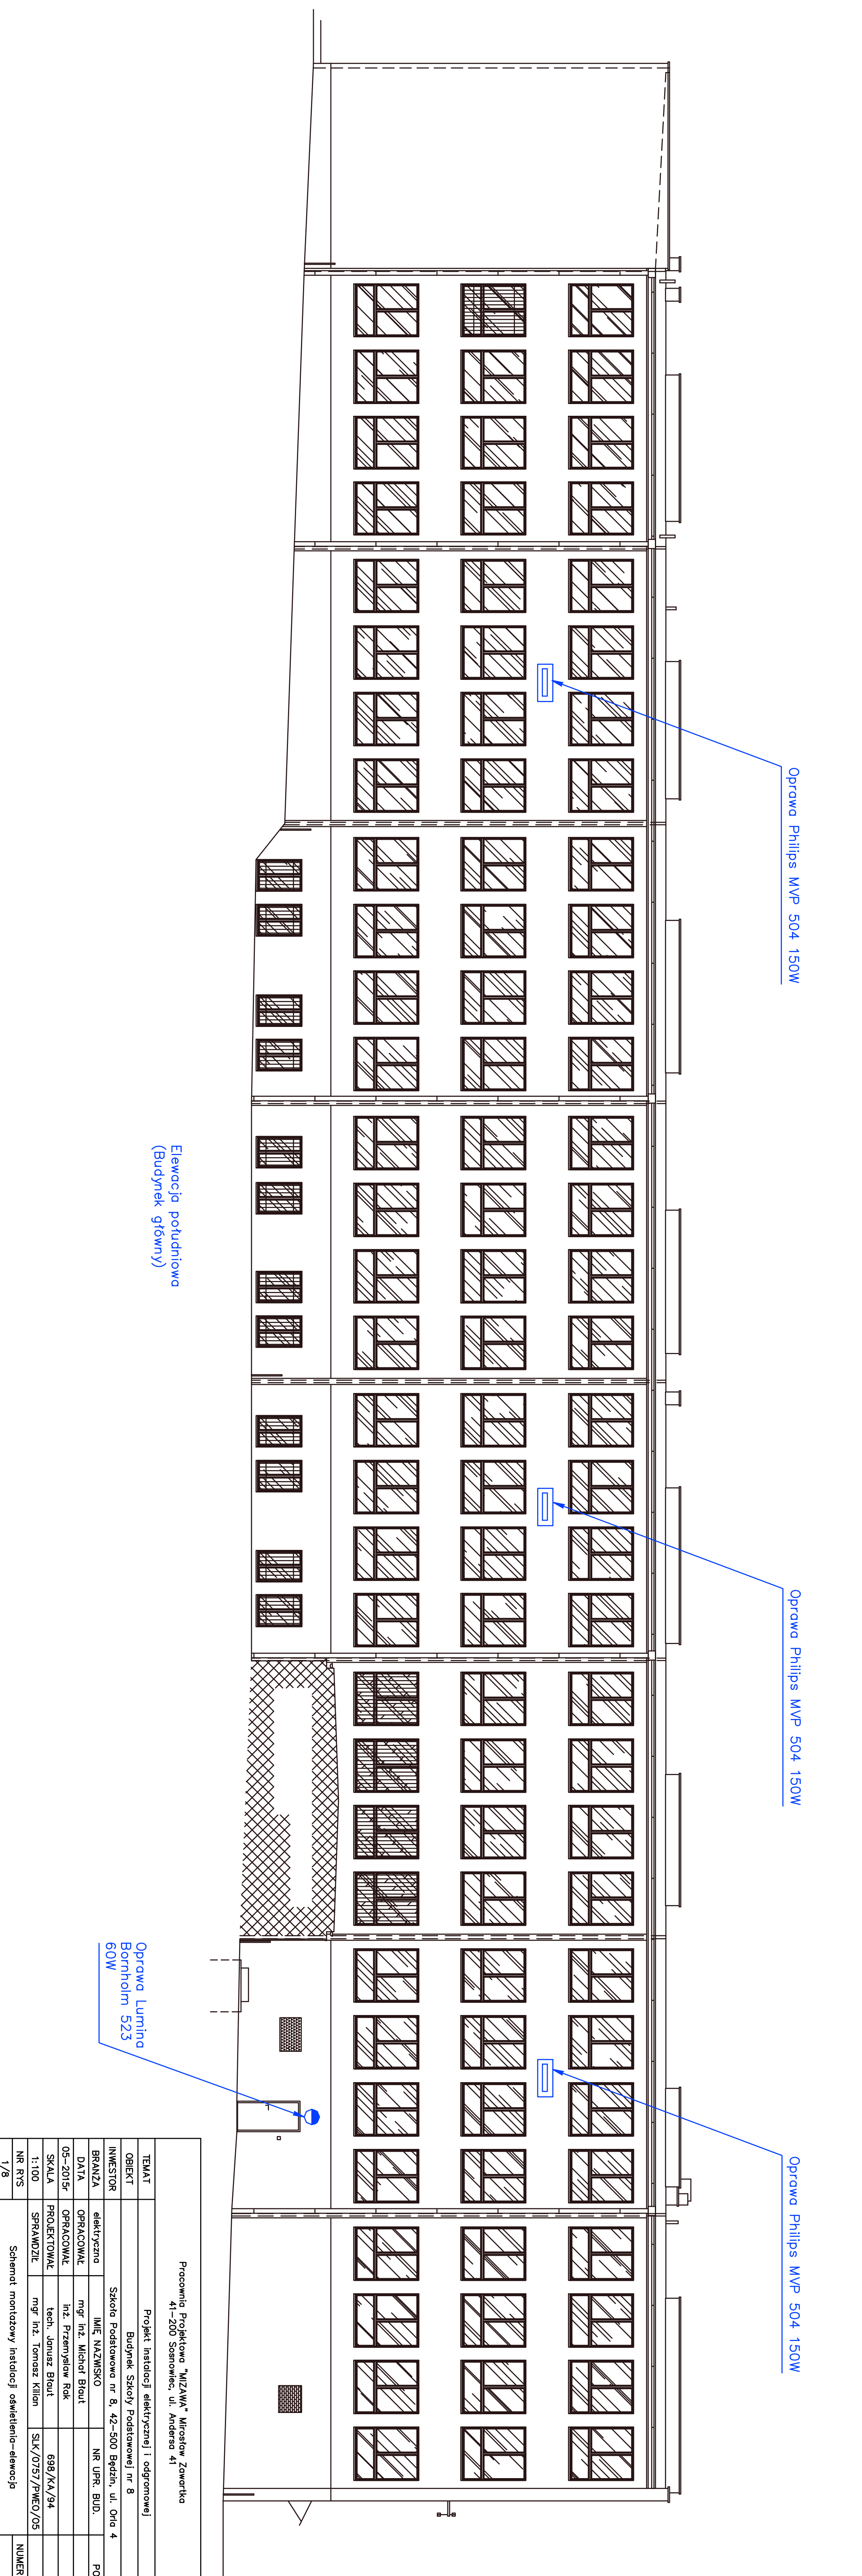 Oprawa Philips MVP 504 150W
Oprawa Philips MVP 504 150W
Oprawa Philips MVP 504 150W
Elewacja południowa
(Budynek główny)
Oprawa Lumina
Bornholm 523
60W
Pracownia Projektowa "MIZAWA" Mirosław Zawartka
41-200 Sosnowiec, ul. Andersa 41
TEMAT Projekt instalacji elektrycznej i odgromowej
OBIEKT Budynek Szkoły Podstawowej nr 8
INWESTOR Szkoła Podstawowa nr 8, 42-500 Będzin, ul. Orla 4
BRANŻA elektryczna IMIĘ NAZWISKO NR UPR. BUD.
DATA OPRACOWAŁ mgr inż. Michał Błaut
05-2015r OPRACOWAŁ inż. Przemysław Rak
SKALA PROJEKTOWAŁ tech. Janusz Błaut 698/KA/94
1:100 SPRAWDZIŁ mgr inż. Tomasz Kilian SLK/0757/PWEO/05
NR RYS NUMER
1/8 Schemat montażowy instalacji oświetlenia-elewacja